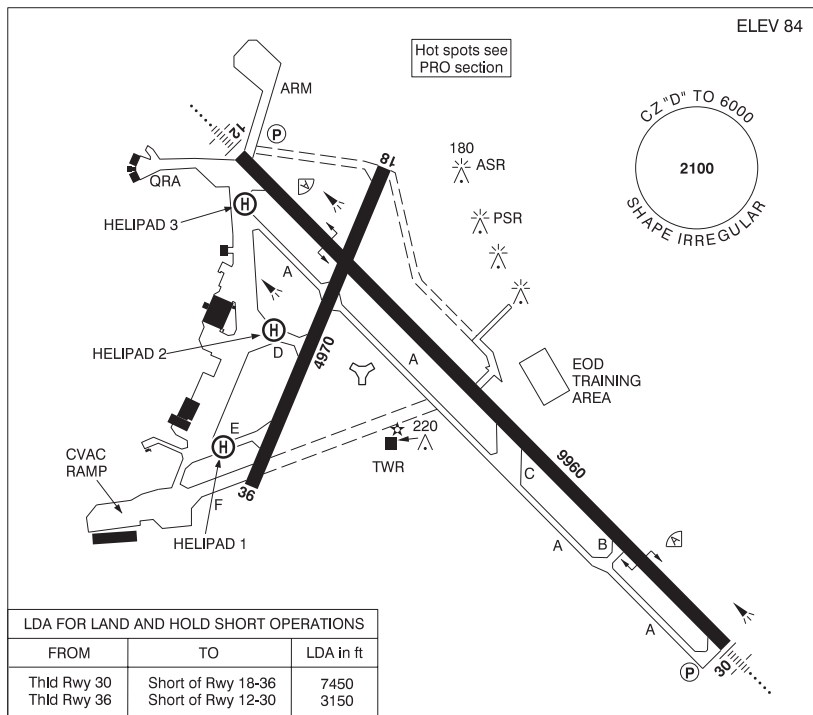 ELEV 84
Hot spots see
PRO section
ARM
CZ "D" TO 6000
2100
SHAPE IRREGULAR
12
P
18
180
ASR
QRA
A
PSR
H
HELIPAD 3
A
H
HELIPAD 2
D
4970
A
EOD
TRAINING
AREA
E
H
220
TWR
CVAC
RAMP
36
F
HELIPAD 1
C
9960
A
B
A
A
P
30
LDA FOR LAND AND HOLD SHORT OPERATIONS
FROM TO LDA in ft
Thld Rwy 30 Short of Rwy 18-36 7450
Thld Rwy 36 Short of Rwy 12-30 3150